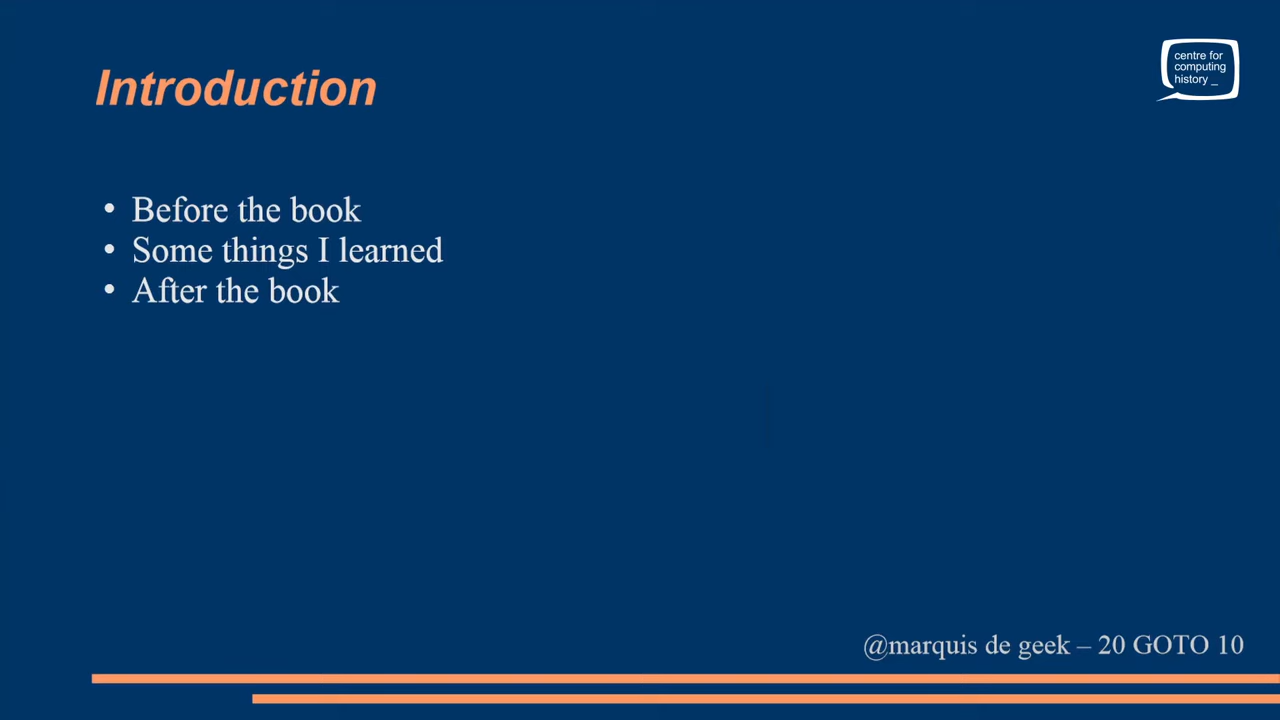 Introduction
centre for
computing
history _
• Before the book
• Some things I learned
• After the book
@marquis de geek – 20 GOTO 10